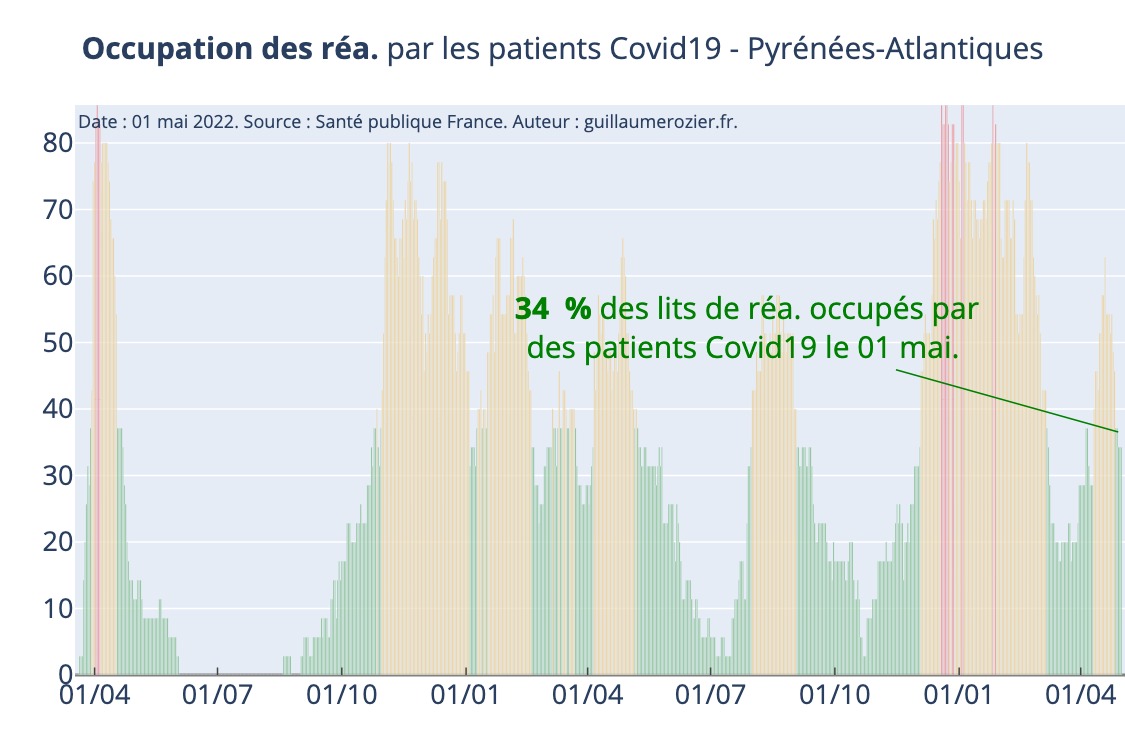 Occupation des réa. par les patients Covid19 - Pyrénées-Atlantiques
Date : 01 mai 2022. Source : Santé publique France. Auteur : guillaumerozier.fr.
80
70
60
34 % des lits de réa. occupés par
des patients Covid19 le 01 mai.
50
40
30
20
10
0
01/04 01/07 01/10 01/01 01/04 01/07 01/10 01/01 01/04